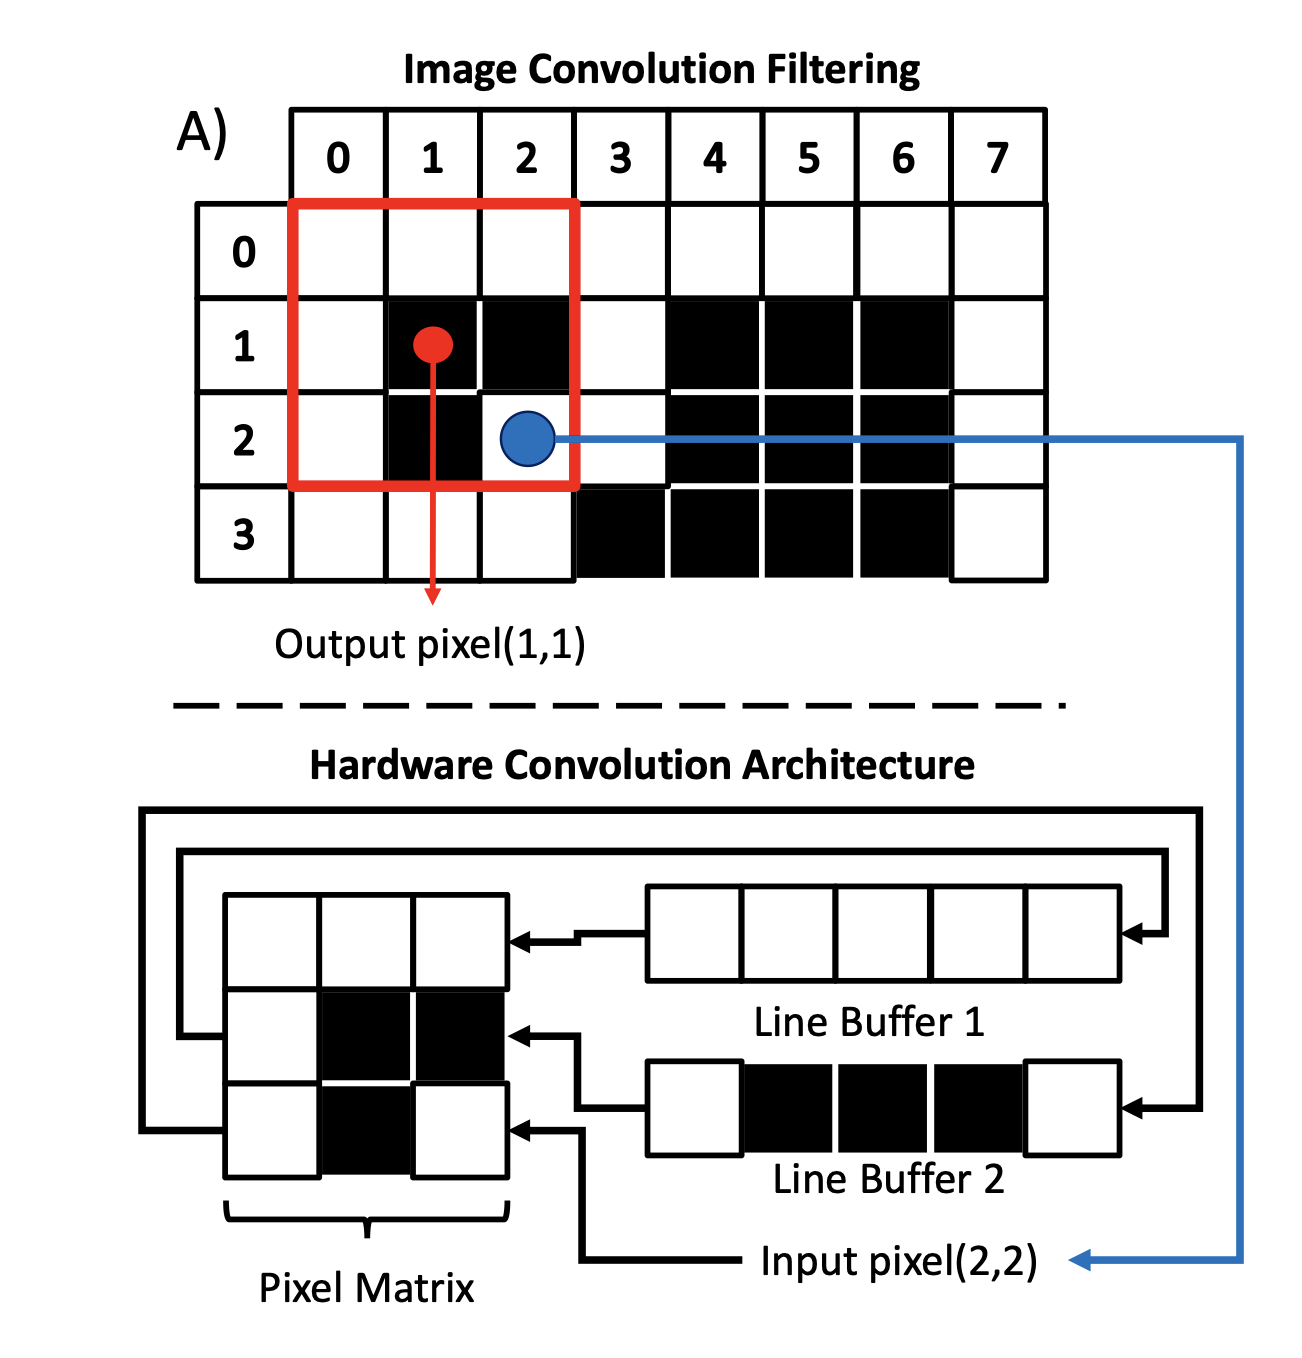 Image Convolution Filtering
A)
0 1 2 3 4 5 6 7
0
1
2
3
Output pixel(1,1)
Hardware Convolution Architecture
Line Buffer 1
Line Buffer 2
Input pixel(2,2)
Pixel Matrix